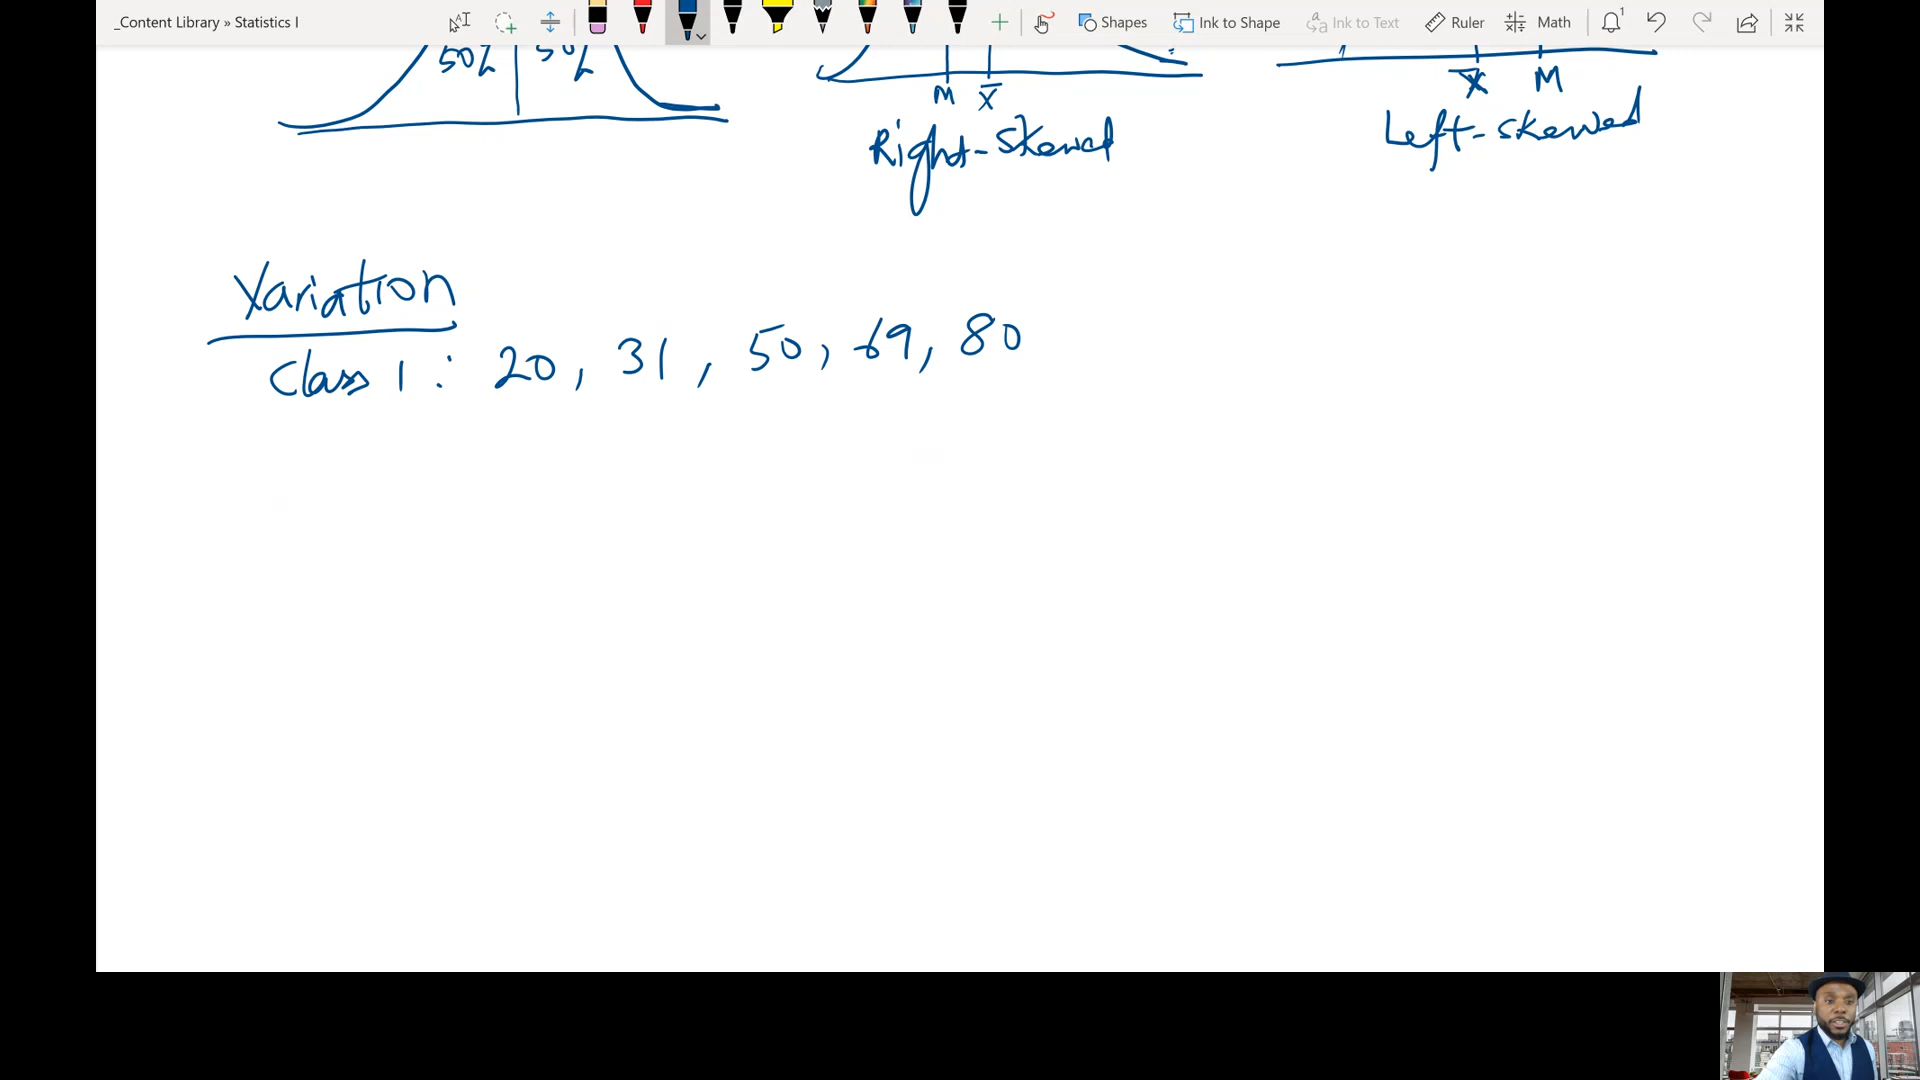 _Content Library » Statistics I
Shapes
Ink to Shape
Ink to Text
Ruler
Math
1
50% 50%
M X̅
Right-Skewed
X̅ M
Left-skewed
Variation
Class 1 : 20, 31, 50, 69, 80